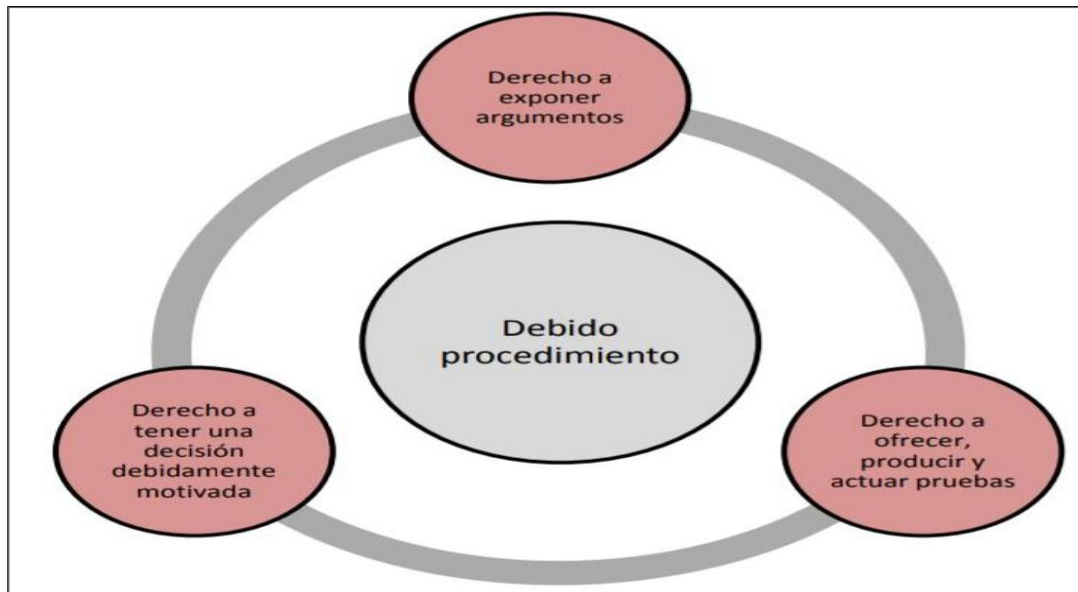 Derecho a
exponer
argumentos
Debido
procedimiento
Derecho a
tener una
decisión
debidamente
motivada
Derecho a
ofrecer,
producir y
actuar pruebas